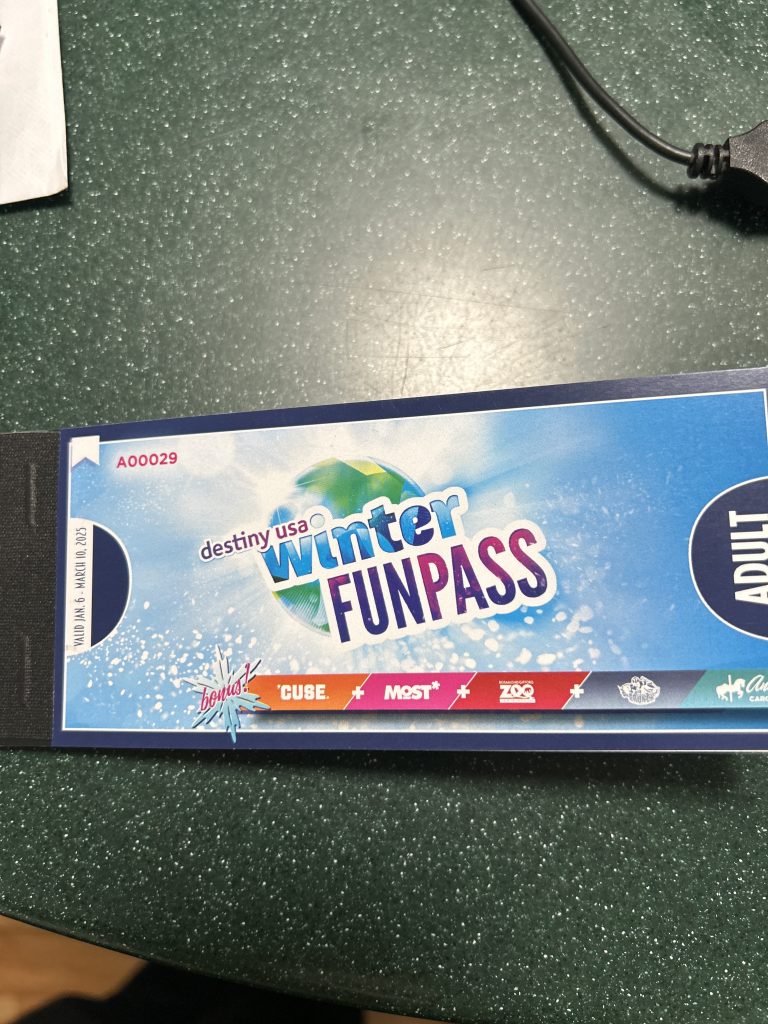 A00029
destiny usa
winter
FUNPASS
VALID JAN. 6 - MARCH 10, 2025
ADULT
bonus!
'CUSE. + MOST* + ZOO +